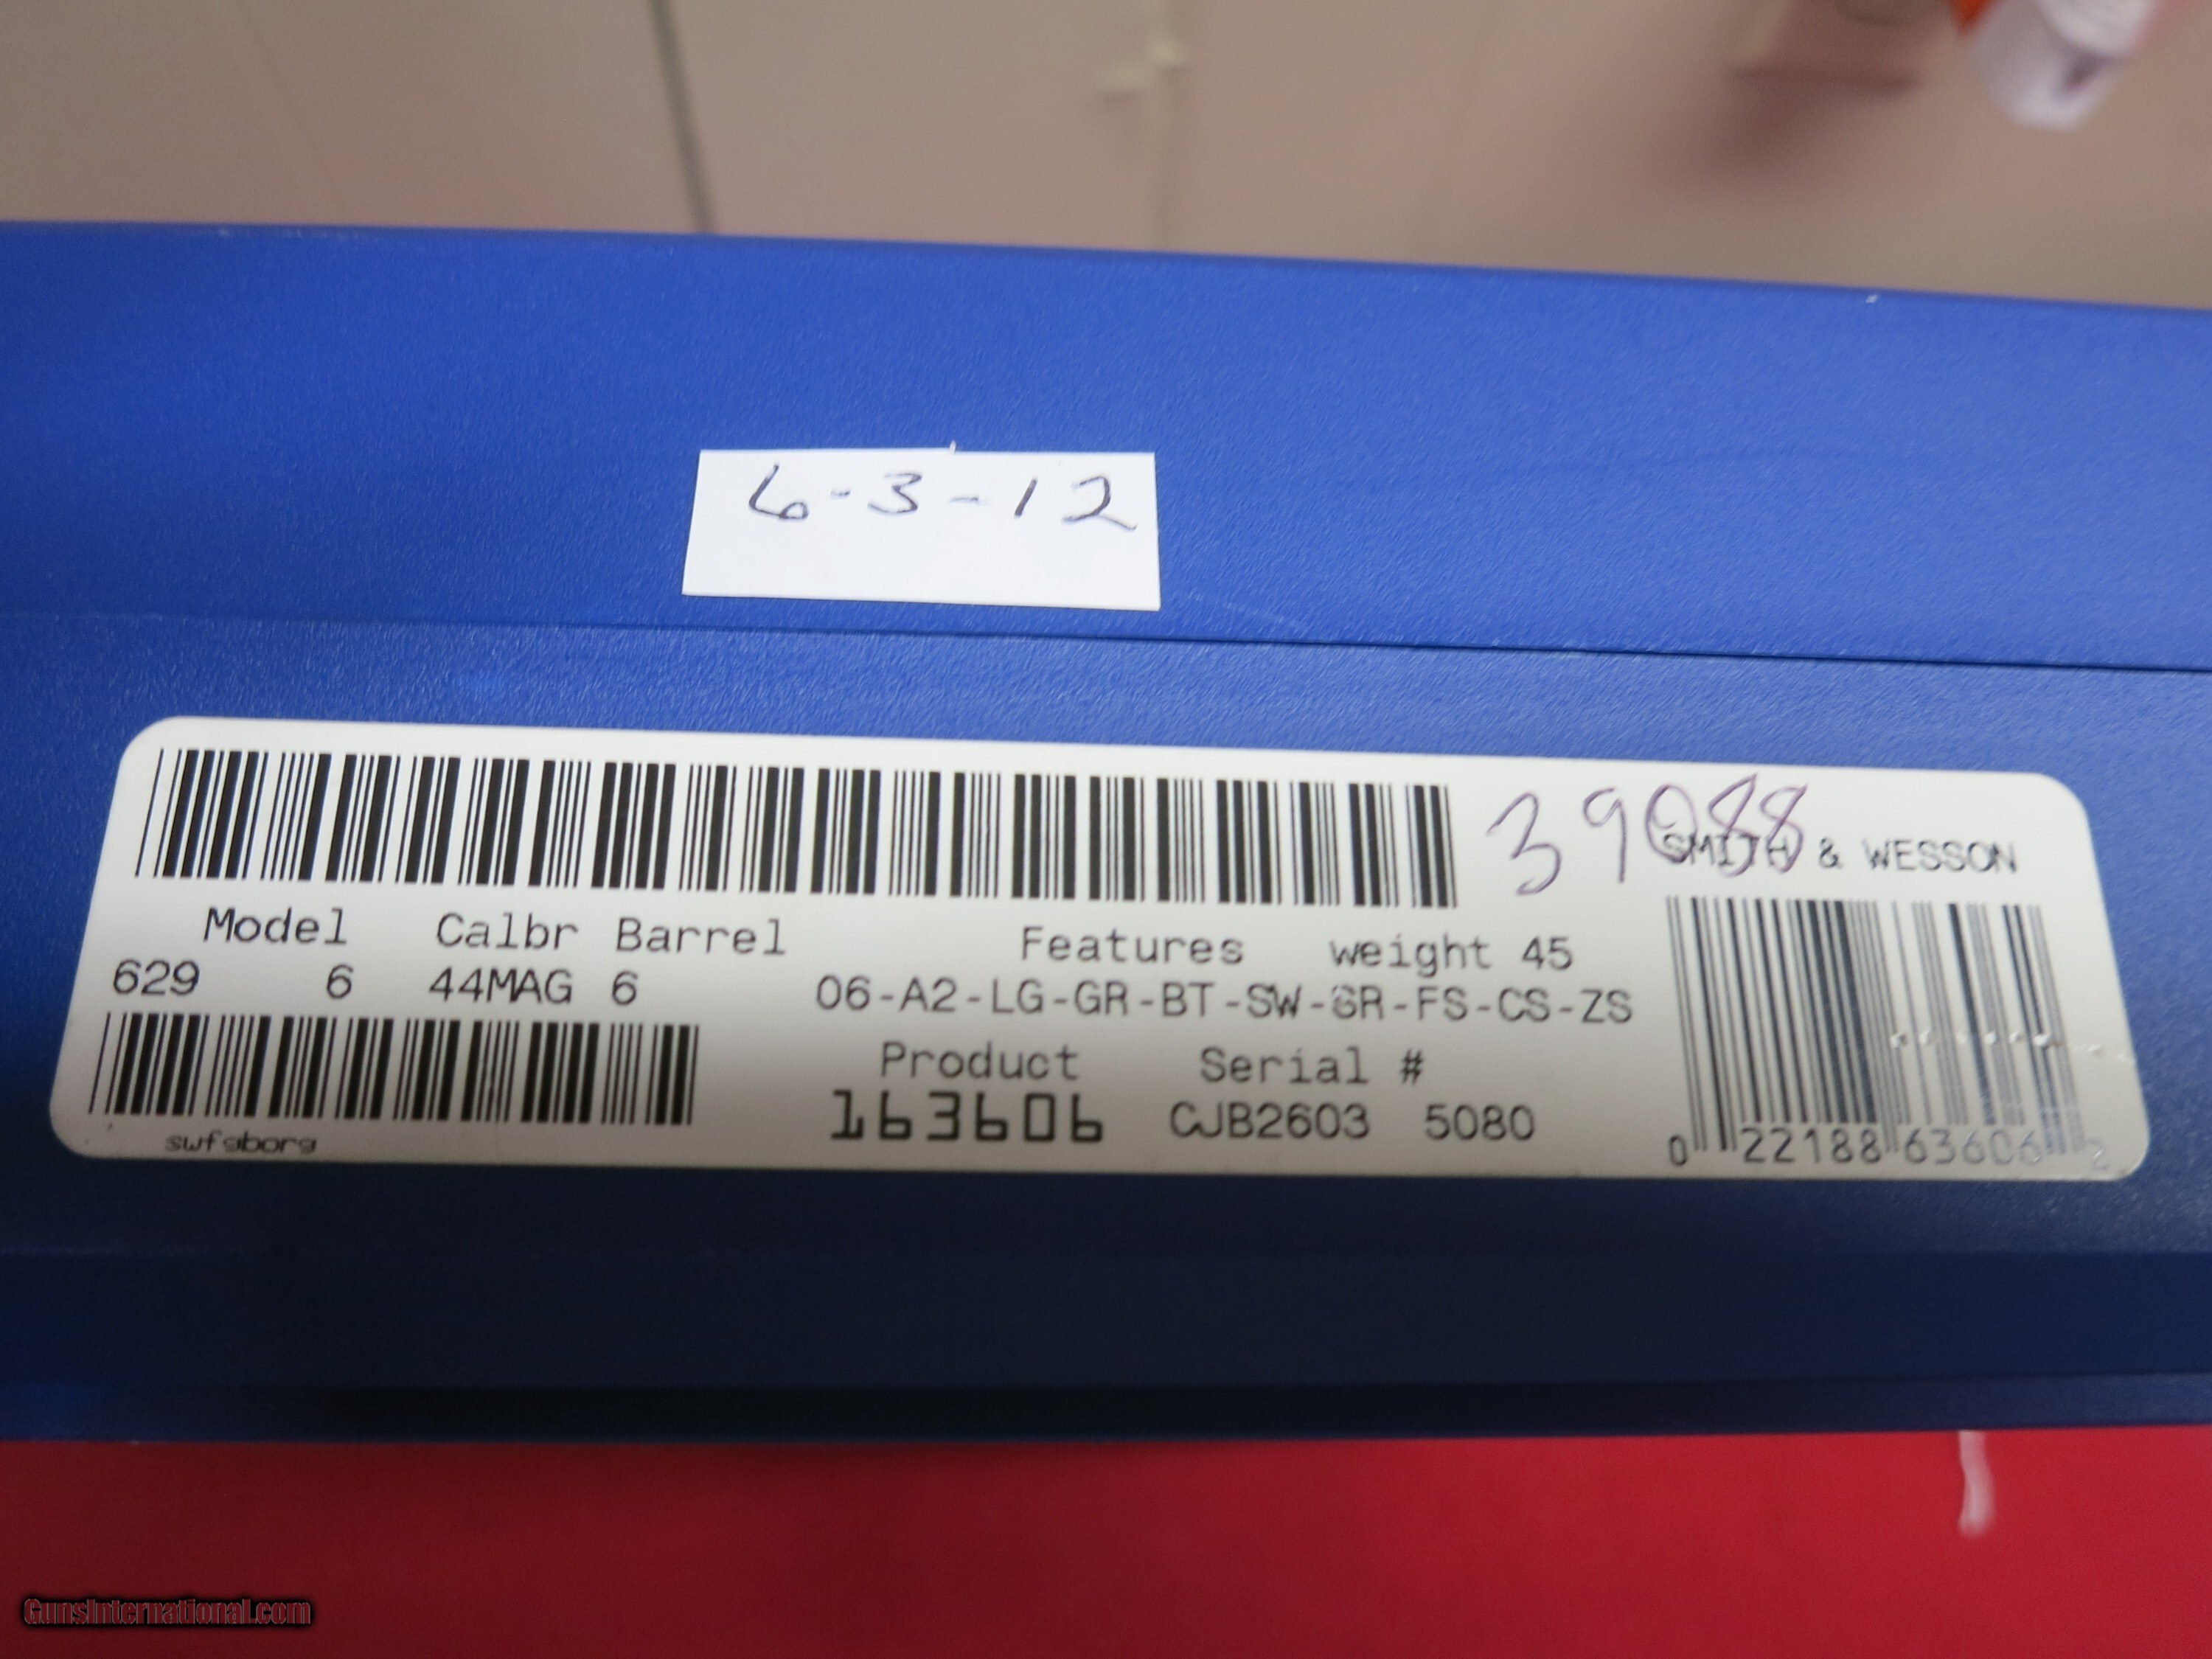 6-3-12
39088
SMITH & WESSON
Model Calbr Barrel Features weight 45
629 6 44MAG 6 06-A2-LG-GR-BT-SW-GR-FS-CS-ZS
Product Serial #
163606 CJB2603 5080
swfgborg
0 22188 63606 2
GunsInternational.com